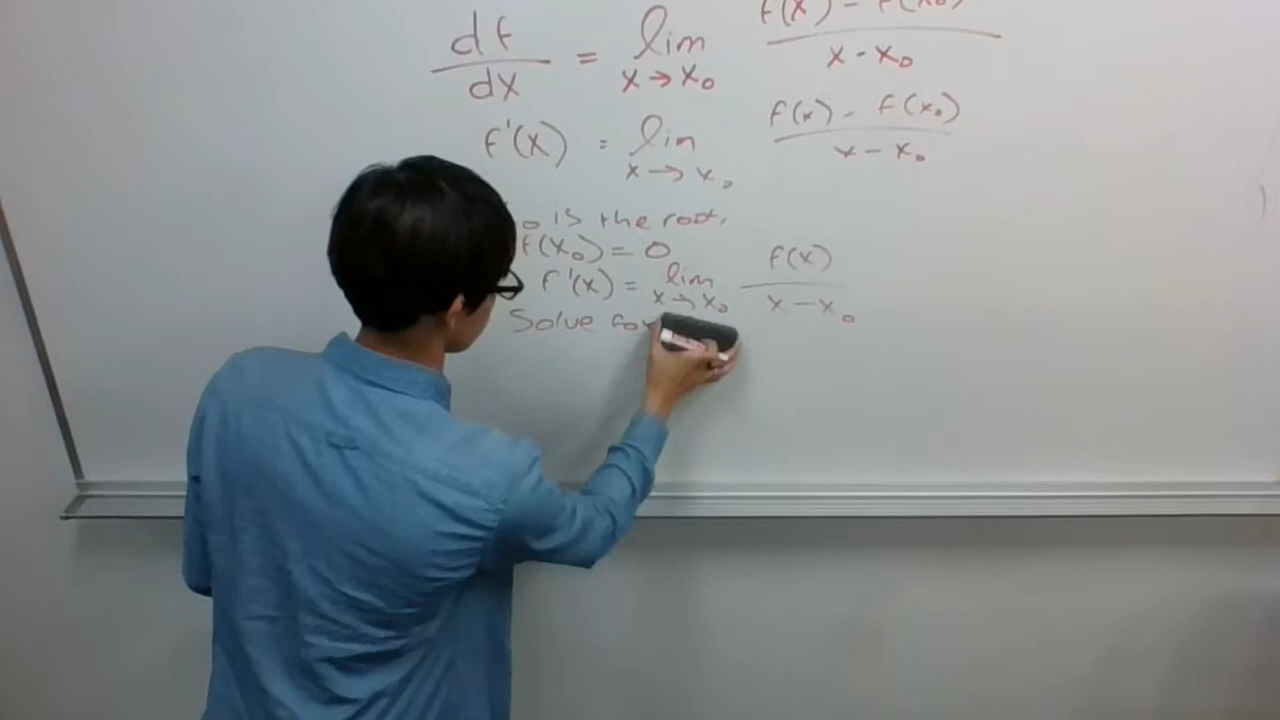 df/dx = lim x→x₀ f(x) - f(x₀) / x - x₀
f'(x) = lim x→x₀ f(x) - f(x₀) / x - x₀
is the root,
f(x₀) = 0
f'(x) = lim x→x₀ f(x) / x - x₀
Solve for